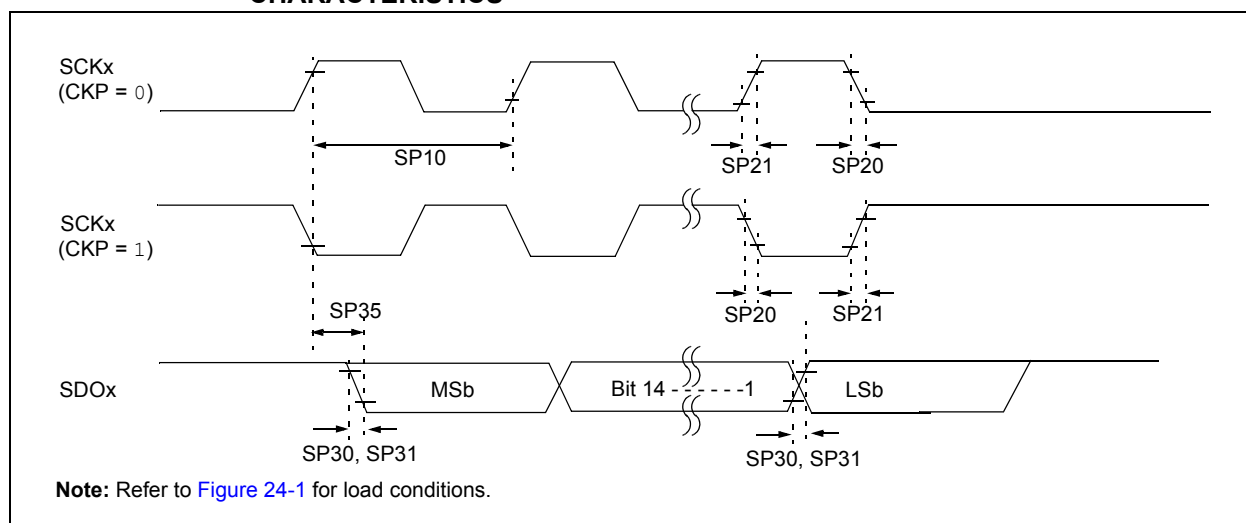 CHARACTERISTICS
SCKx
(CKP = 0)
SP10
SP21
SP20
SCKx
(CKP = 1)
SP35
SP20
SP21
SDOx
MSb
Bit 14 - - - - - -1
LSb
SP30, SP31
SP30, SP31
Note: Refer to Figure 24-1 for load conditions.